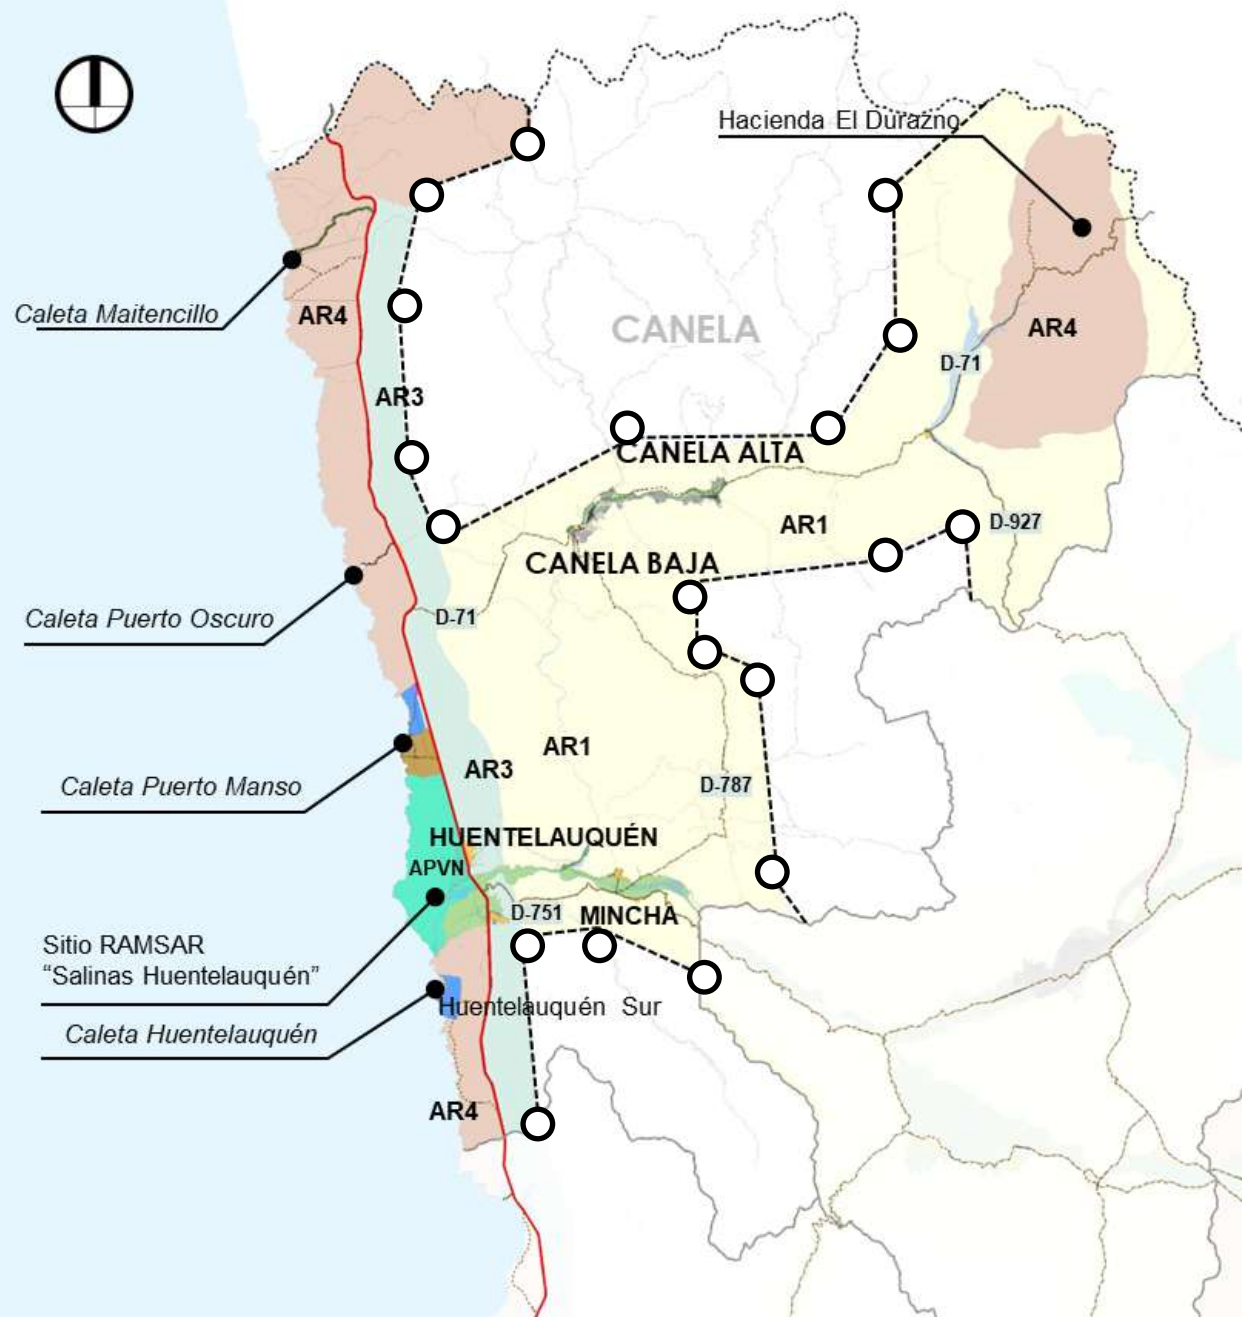 Hacienda El Durazno
Caleta Maitencillo
AR4
CANELA
AR4
D-71
AR3
CANELA ALTA
AR1
D-927
CANELA BAJA
Caleta Puerto Oscuro
D-71
AR1
AR3
Caleta Puerto Manso
D-787
HUENTELAUQUÉN
APVN
D-751
MINCHA
Sitio RAMSAR
“Salinas Huentelauquén”
Huentelauquén Sur
Caleta Huentelauquén
AR4